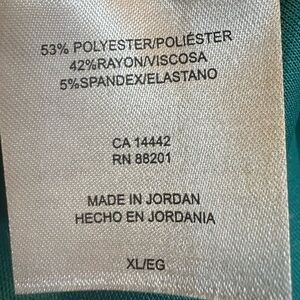 53% POLYESTER/POLIÉSTER
42%RAYON/VISCOSA
5%SPANDEX/ELASTANO
CA 14442
RN 88201
MADE IN JORDAN
HECHO EN JORDANIA
XL/EG